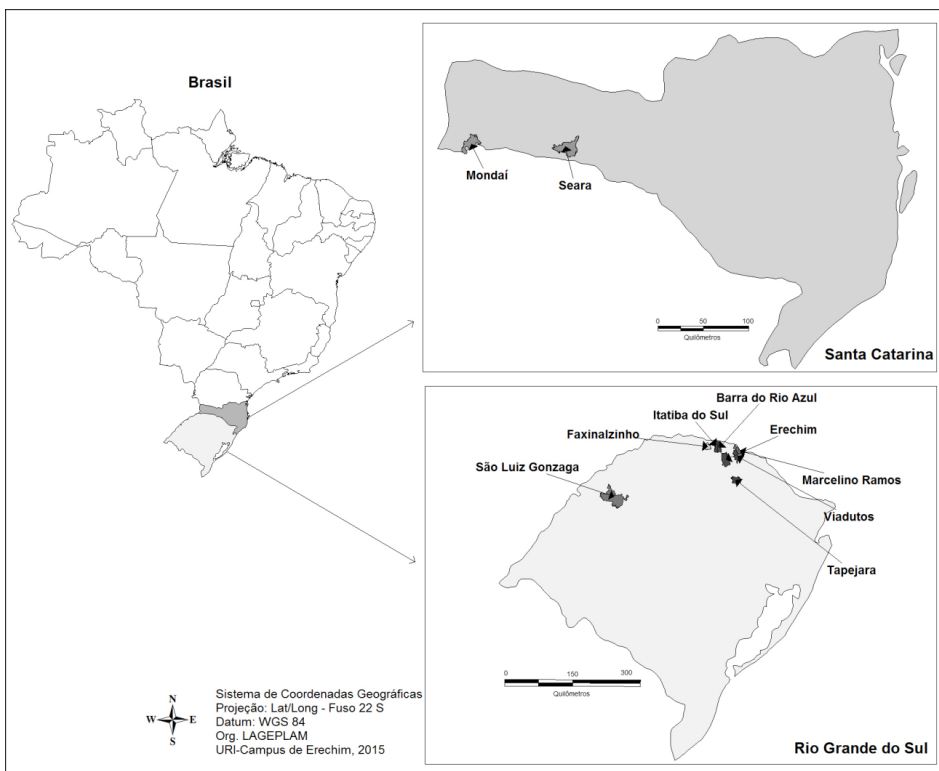 Brasil
Mondaí
Seara
0 50 100
Quilômetros
Santa Catarina
Barra do Rio Azul
Itatiba do Sul
Faxinalzinho
Erechim
São Luiz Gonzaga
Marcelino Ramos
Viadutos
Tapejara
0 150 300
Quilômetros
Rio Grande do Sul
N
W E
S
Sistema de Coordenadas Geográficas
Projeção: Lat/Long - Fuso 22 S
Datum: WGS 84
Org. LAGEPLAM
URI-Campus de Erechim, 2015